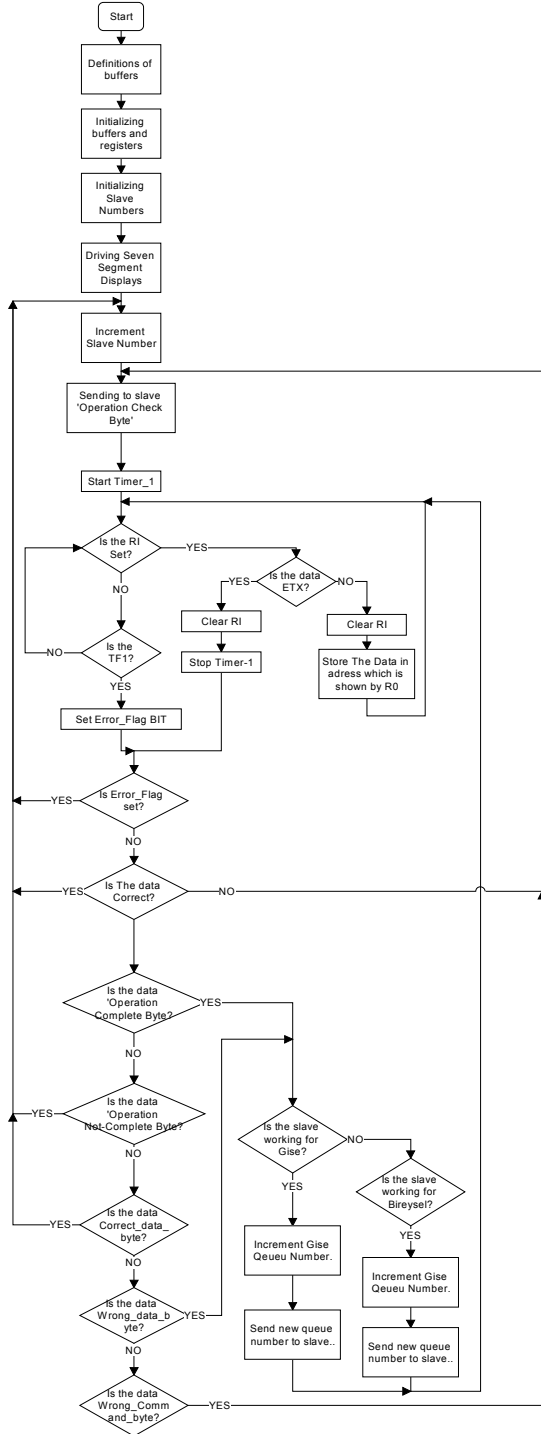 Start
Definitions of
buffers
Initializing
buffers and
registers
Initializing
Slave
Numbers
Driving Seven
Segment
Displays
Increment
Slave Number
Sending to slave
'Operation Check
Byte'
Start Timer_1
Is the RI
Set?
YES
NO
Is the data
ETX?
YES
NO
Clear RI
Stop Timer-1
Clear RI
Store The Data in
adress which is
shown by R0
Is the
TF1?
NO
YES
Set Error_Flag BIT
Is Error_Flag
set?
YES
NO
Is The data
Correct?
YES
NO
Is the data
'Operation
Complete Byte?
YES
NO
Is the data
'Operation
Not-Complete Byte?
YES
NO
Is the slave
working for
Gise?
NO
YES
Is the slave
working for
Bireysel?
YES
Is the data
Correct_data_
byte?
YES
NO
Increment Gise
Qeueu Number.
Send new queue
number to slave..
Increment Gise
Qeueu Number.
Send new queue
number to slave..
Is the data
Wrong_data_b
yte?
YES
NO
Is the data
Wrong_Comm
and_byte?
YES